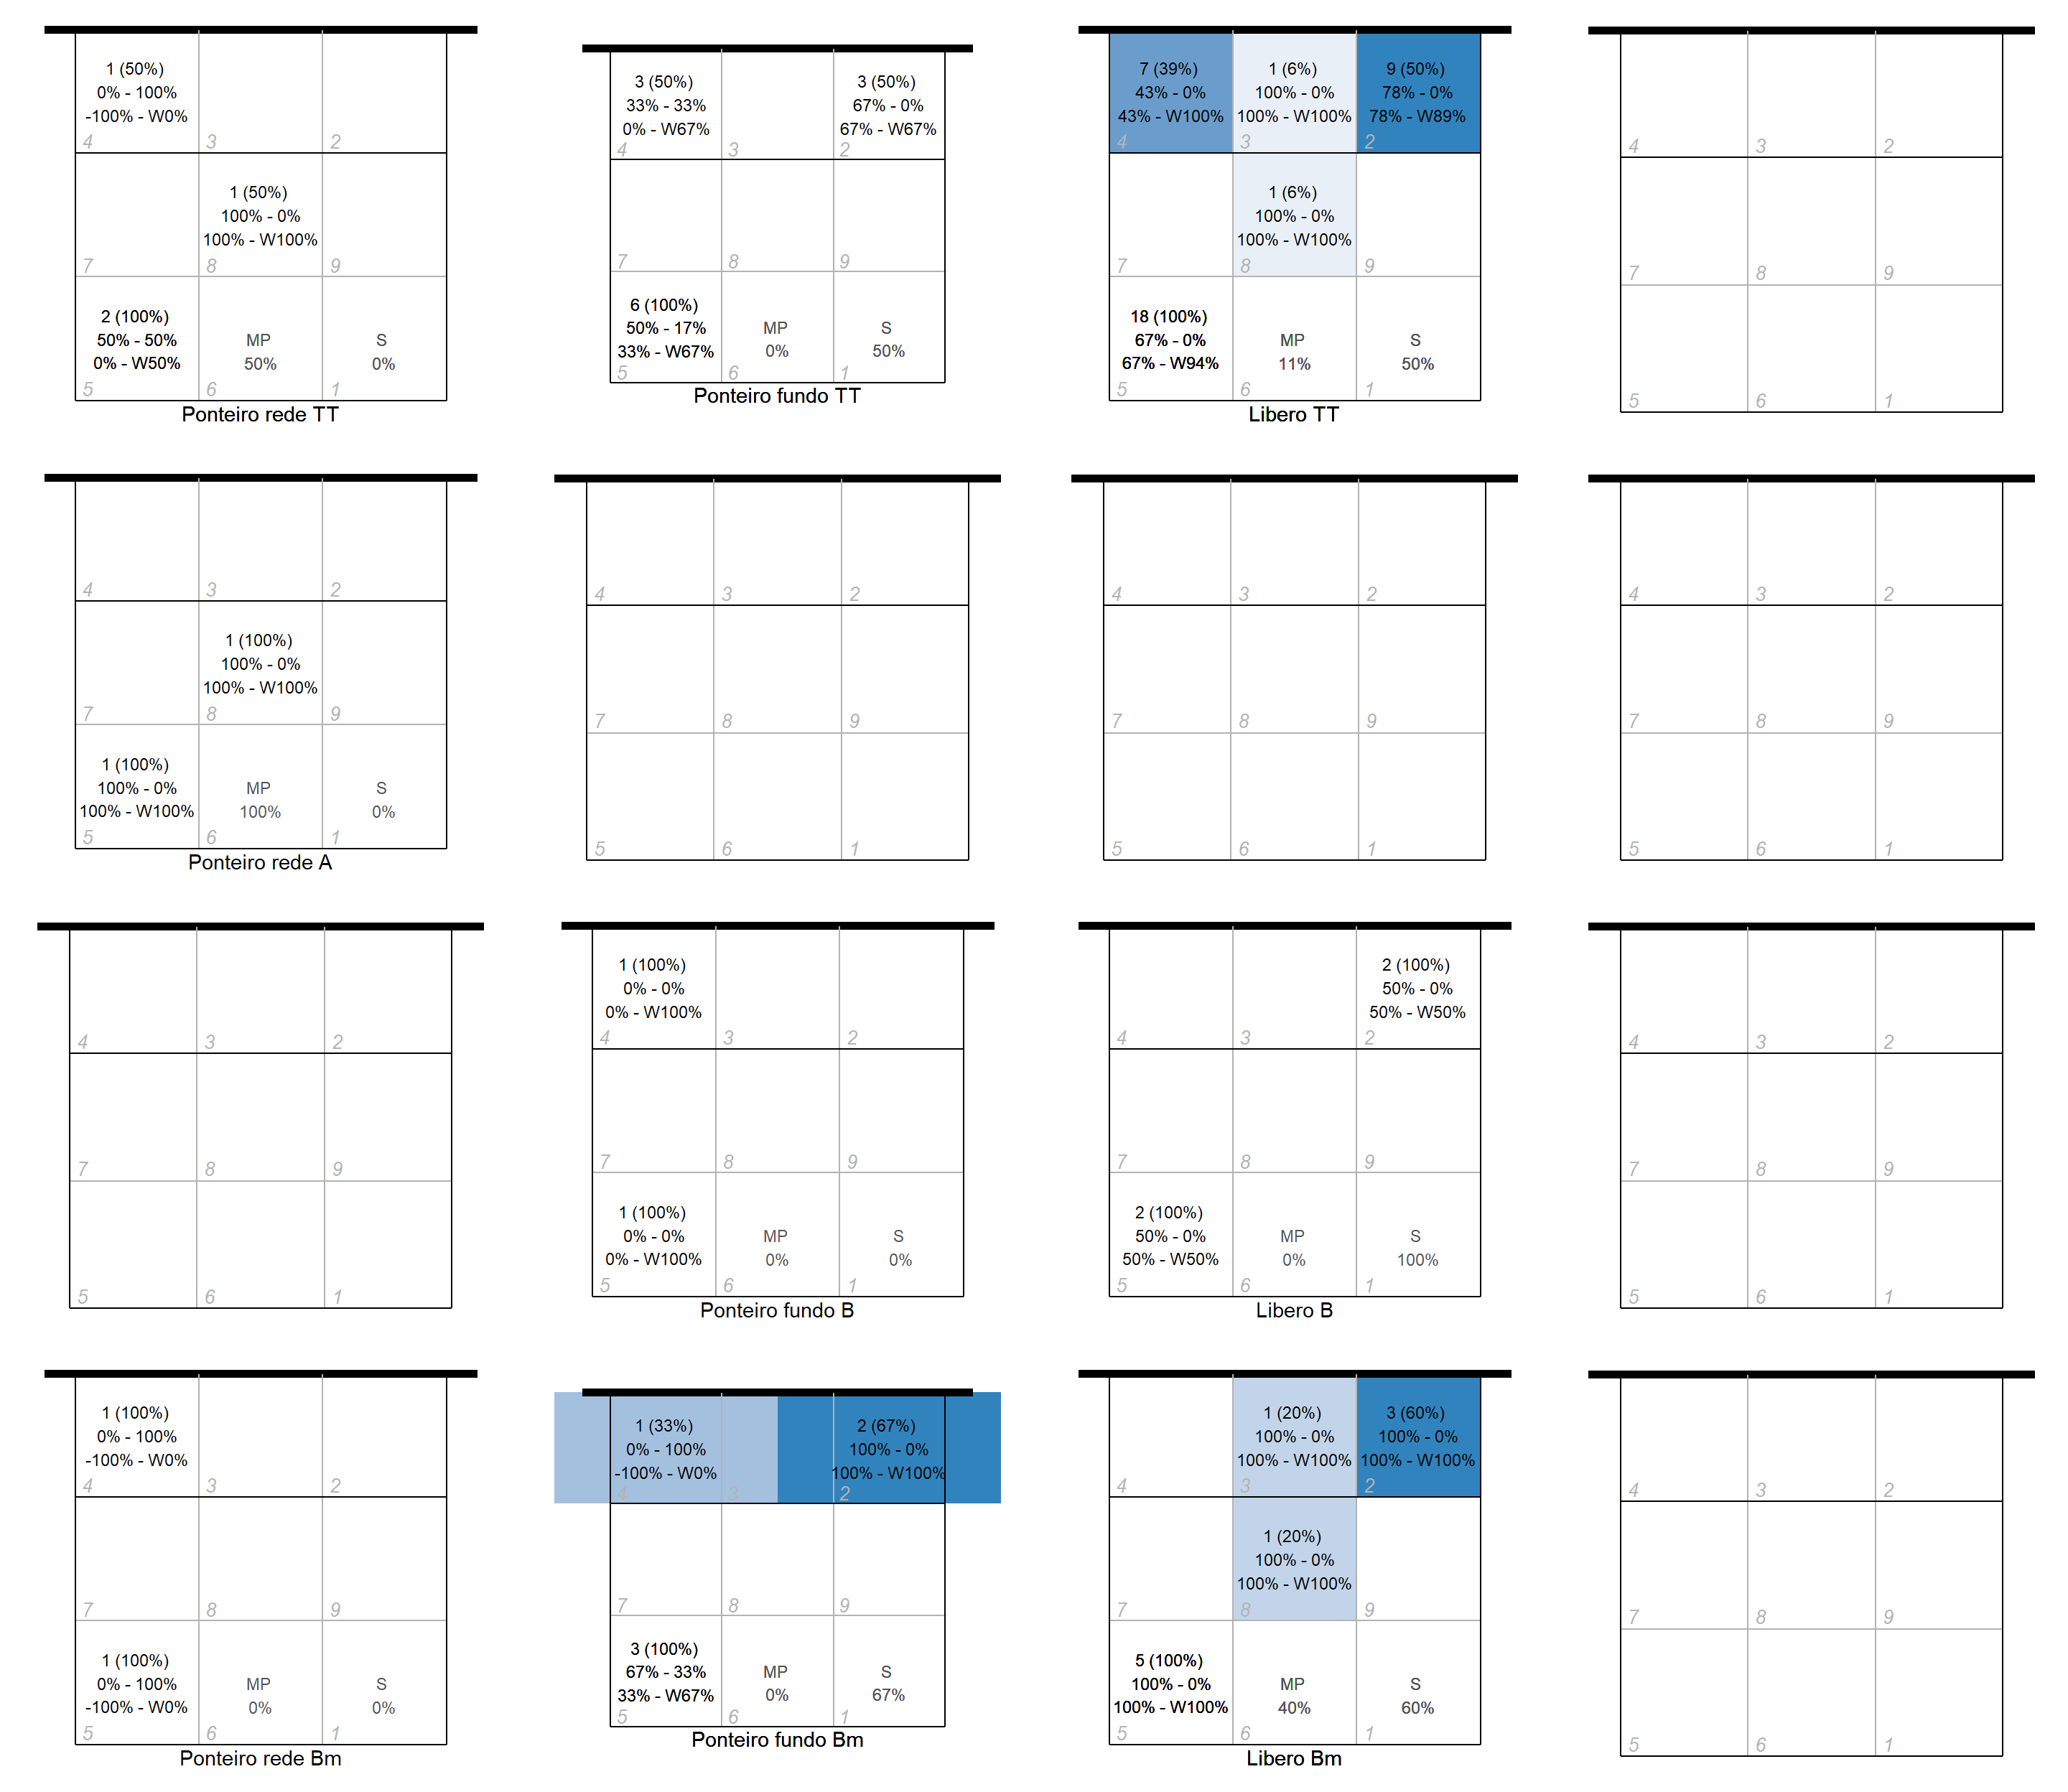 1 (50%)
0% - 100%
-100% - W0%
4 3 2
1 (50%)
100% - 0%
100% - W100%
7 8 9
2 (100%)
50% - 50%
0% - W50%
MP
50%
S
0%
5 6 1
Ponteiro rede TT
3 (50%)
33% - 33%
0% - W67%
3 (50%)
67% - 0%
67% - W67%
4 3 2
7 8 9
6 (100%)
50% - 17%
33% - W67%
MP
0%
S
50%
5 6 1
Ponteiro fundo TT
7 (39%)
43% - 0%
43% - W100%
1 (6%)
100% - 0%
100% - W100%
9 (50%)
78% - 0%
78% - W89%
4 3 2
1 (6%)
100% - 0%
100% - W100%
7 8 9
18 (100%)
67% - 0%
67% - W94%
MP
11%
S
50%
5 6 1
Libero TT
4 3 2
7 8 9
5 6 1
4 3 2
1 (100%)
100% - 0%
100% - W100%
7 8 9
1 (100%)
100% - 0%
100% - W100%
MP
100%
S
0%
5 6 1
Ponteiro rede A
4 3 2
7 8 9
5 6 1
4 3 2
7 8 9
5 6 1
4 3 2
7 8 9
5 6 1
4 3 2
7 8 9
5 6 1
1 (100%)
0% - 0%
0% - W100%
4 3 2
7 8 9
1 (100%)
0% - 0%
0% - W100%
MP
0%
S
0%
5 6 1
Ponteiro fundo B
2 (100%)
50% - 0%
50% - W50%
4 3 2
7 8 9
2 (100%)
50% - 0%
50% - W50%
MP
0%
S
100%
5 6 1
Libero B
4 3 2
7 8 9
5 6 1
1 (100%)
0% - 100%
-100% - W0%
4 3 2
7 8 9
1 (100%)
0% - 100%
-100% - W0%
MP
0%
S
0%
5 6 1
Ponteiro rede Bm
1 (33%)
0% - 100%
-100% - W0%
2 (67%)
100% - 0%
100% - W100%
4 3 2
7 8 9
3 (100%)
67% - 33%
33% - W67%
MP
0%
S
67%
5 6 1
Ponteiro fundo Bm
1 (20%)
100% - 0%
100% - W100%
3 (60%)
100% - 0%
100% - W100%
4 3 2
1 (20%)
100% - 0%
100% - W100%
7 8 9
5 (100%)
100% - 0%
100% - W100%
MP
40%
S
60%
5 6 1
Libero Bm
4 3 2
7 8 9
5 6 1